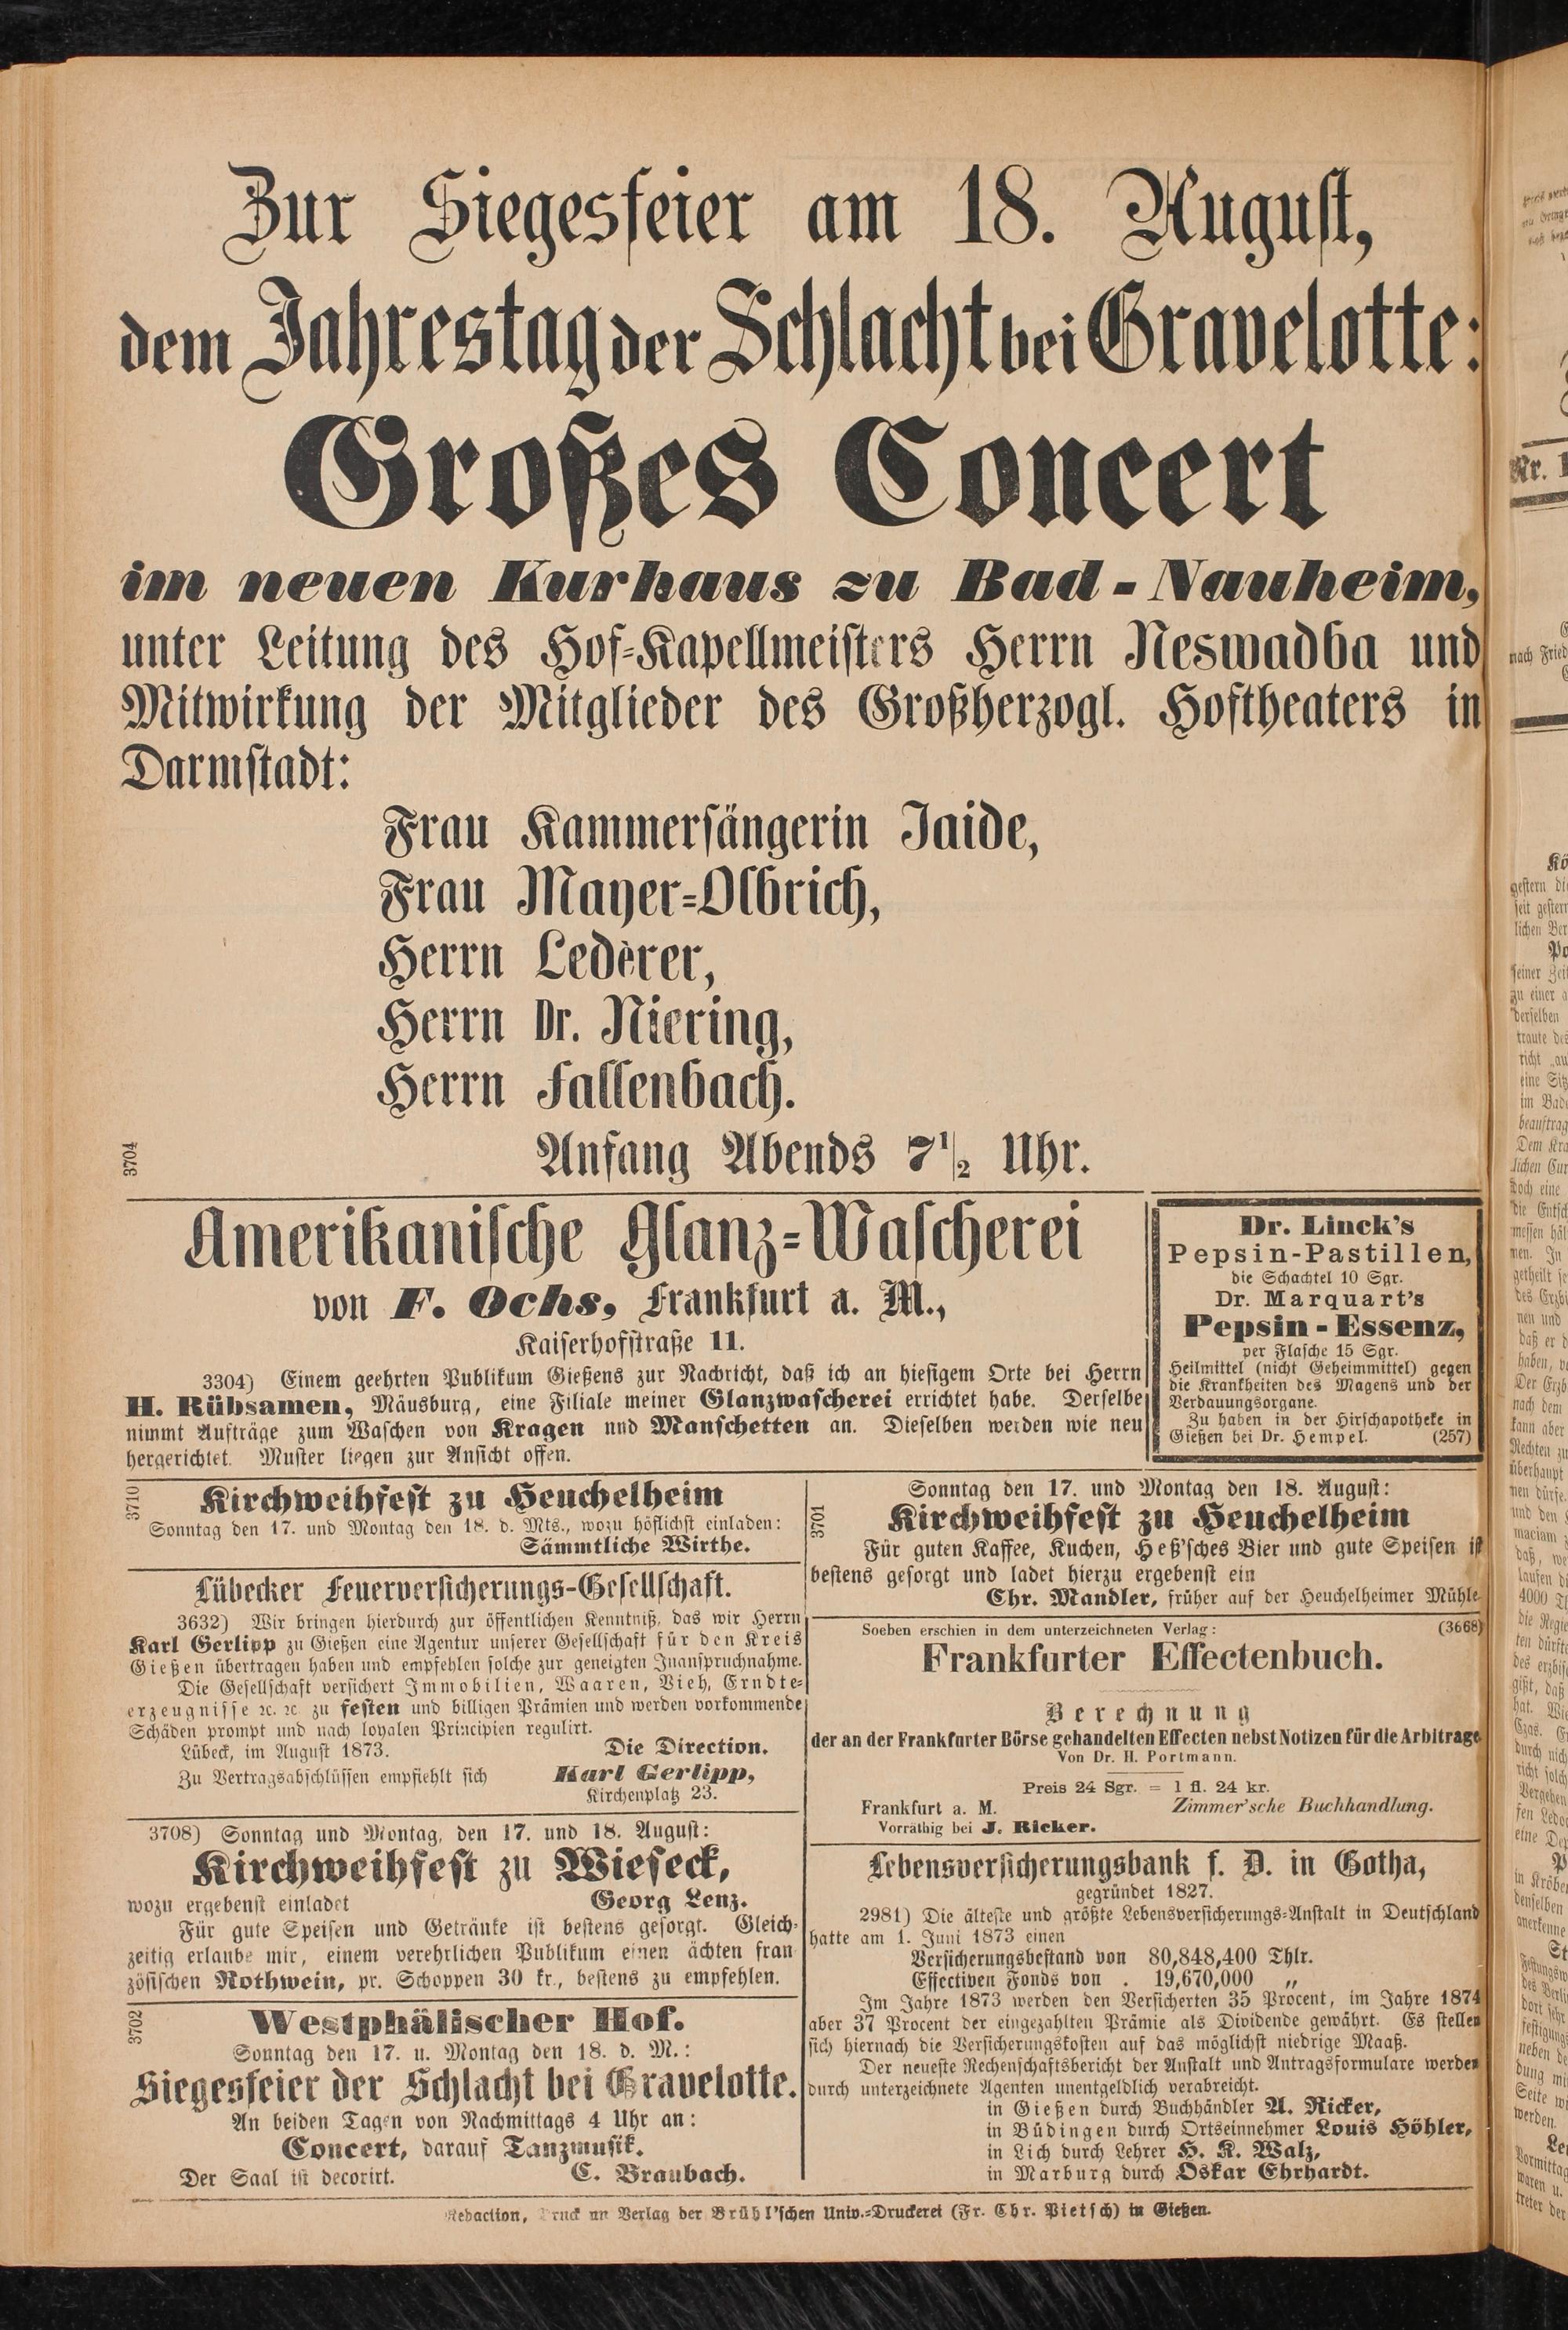 Zur Siegesfeier am 18. August,
dem Jahrestag der Schlacht bei Gravelotte:
Großes Concert
im neuen Kurhaus zu Bad-Nauheim,
unter Leitung des Hof-Kapellmeisters Herrn Neswadba und
Mitwirkung der Mitglieder des Großherzogl. Hoftheaters in
Darmstadt:
Frau Kammersängerin Jaide,
Frau Mayer-Olbrich,
Herrn Lederer,
Herrn Dr. Niering,
Herrn Fallenbach.
3704
Anfang Abends 7 1/2 Uhr.
Amerikanische Glanz-Wascherei
von F. Ochs, Frankfurt a. M.,
Kaiserhofstraße 11.
3304) Einem geehrten Publikum Gießens zur Nachricht, daß ich an hiesigem Orte bei Herrn
H. Rübsamen, Mäusburg, eine Filiale meiner Glanzwascherei errichtet habe. Derselbe
nimmt Aufträge zum Waschen von Kragen und Manschetten an. Dieselben werden wie neu
hergerichtet. Muster liegen zur Ansicht offen.
Dr. Linck's
Pepsin-Pastillen,
die Schachtel 10 Sgr.
Dr. Marquart's
Pepsin-Essenz,
per Flasche 15 Sgr.
Heilmittel (nicht Geheimmittel) gegen
die Krankheiten des Magens und der
Verdauungsorgane.
Zu haben in der Hirschapotheke in
Gießen bei Dr. Hempel. (257)
3710
Kirchweihfest zu Heuchelheim
Sonntag den 17. und Montag den 18. d. Mts., wozu höflichst einladen:
Sämmtliche Wirthe.
Lübecker Feuerversicherungs-Gesellschaft.
3632) Wir bringen hierdurch zur öffentlichen Kenntniß, das wir Herrn
Karl Gerlipp zu Gießen eine Agentur unserer Gesellschaft für den Kreis
Gießen übertragen haben und empfehlen solche zur geneigten Inanspruchnahme.
Die Gesellschaft versichert Immobilien, Waaren, Vieh, Erndte-
erzeugnisse ꝛc. ꝛc. zu festen und billigen Prämien und werden vorkommende
Schäden prompt und nach loyalen Principien regulirt.
Lübeck, im August 1873. Die Direction.
Zu Vertragsabschlüssen empfiehlt sich Karl Gerlipp,
Kirchenplatz 23.
3708) Sonntag und Montag, den 17. und 18. August:
Kirchweihfest zu Wieseck,
wozu ergebenst einladet Georg Lenz.
Für gute Speisen und Getränke ist bestens gesorgt. Gleich-
zeitig erlaube mir, einem verehrlichen Publikum einen ächten fran
zösischen Rothwein, pr. Schoppen 30 kr., bestens zu empfehlen.
3702
Westphälischer Hof.
Sonntag den 17. u. Montag den 18. d. M.:
Siegesfeier der Schlacht bei Gravelotte.
An beiden Tagen von Nachmittags 4 Uhr an:
Concert, darauf Tanzmusik.
Der Saal ist decorirt. C. Braubach.
3701
Sonntag den 17. und Montag den 18. August:
Kirchweihfest zu Heuchelheim
Für guten Kaffee, Kuchen, Heß'sches Bier und gute Speisen ist
bestens gesorgt und ladet hierzu ergebenst ein
Chr. Mandler, früher auf der Heuchelheimer Mühle
Soeben erschien in dem unterzeichneten Verlag: (3668)
Frankfurter Effectenbuch.
Berechnung
der an der Frankfurter Börse gehandelten Effecten nebst Notizen für die Arbitrage
Von Dr. H. Portmann.
Preis 24 Sgr. = 1 fl. 24 kr.
Frankfurt a. M. Zimmer'sche Buchhandlung.
Vorräthig bei J. Ricker.
Lebensversicherungsbank f. D. in Gotha,
gegründet 1827.
2981) Die älteste und größte Lebensversicherungs-Anstalt in Deutschland
hatte am 1. Juni 1873 einen
Versicherungsbestand von 80,848,400 Thlr.
Effectiven Fonds von . 19,670,000 „
Im Jahre 1873 werden den Versicherten 35 Procent, im Jahre 1874
aber 37 Procent der eingezahlten Prämie als Dividende gewährt. Es stellen
sich hiernach die Versicherungskosten auf das möglichst niedrige Maaß.
Der neueste Rechenschaftsbericht der Anstalt und Antragsformulare werden
durch unterzeichnete Agenten unentgeldlich verabreicht.
in Gießen durch Buchhändler A. Ricker,
in Büdingen durch Ortseinnehmer Louis Höhler,
in Lich durch Lehrer H. K. Walz,
in Marburg durch Oskar Ehrhardt.
Redaction, Druck un Verlag der Brühl'schen Univ.-Druckerei (Fr. Chr. Pietsch) in Gießen.